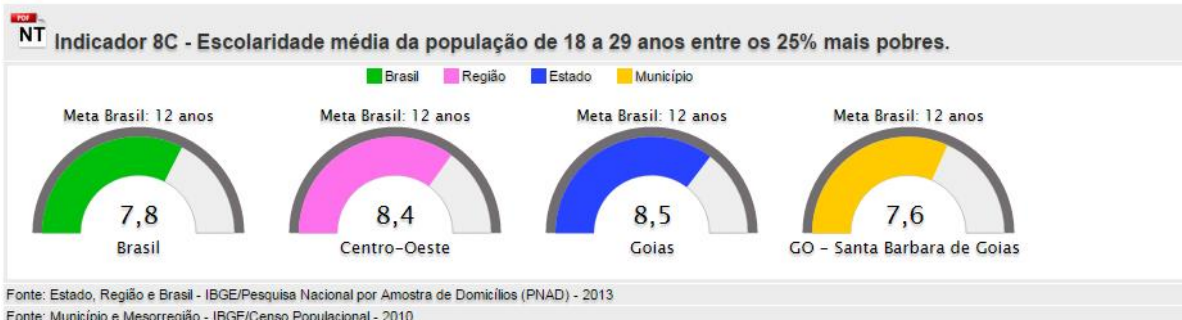 PDF
NT Indicador 8C - Escolaridade média da população de 18 a 29 anos entre os 25% mais pobres.
Brasil Região Estado Município
Meta Brasil: 12 anos Meta Brasil: 12 anos Meta Brasil: 12 anos Meta Brasil: 12 anos
7,8 8,4 8,5 7,6
Brasil Centro-Oeste Goias GO - Santa Barbara de Goias
Fonte: Estado, Região e Brasil - IBGE/Pesquisa Nacional por Amostra de Domicílios (PNAD) - 2013
Fonte: Município e Mesorregião - IBGE/Censo Populacional - 2010